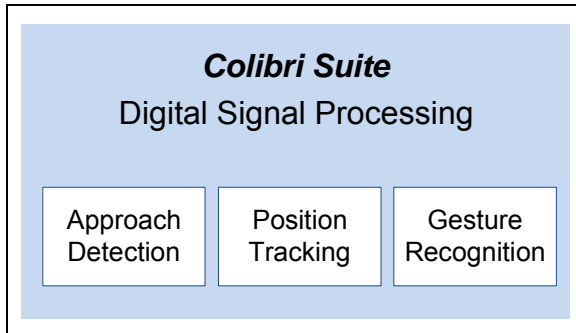 Colibri Suite
Digital Signal Processing
Approach
Detection
Position
Tracking
Gesture
Recognition